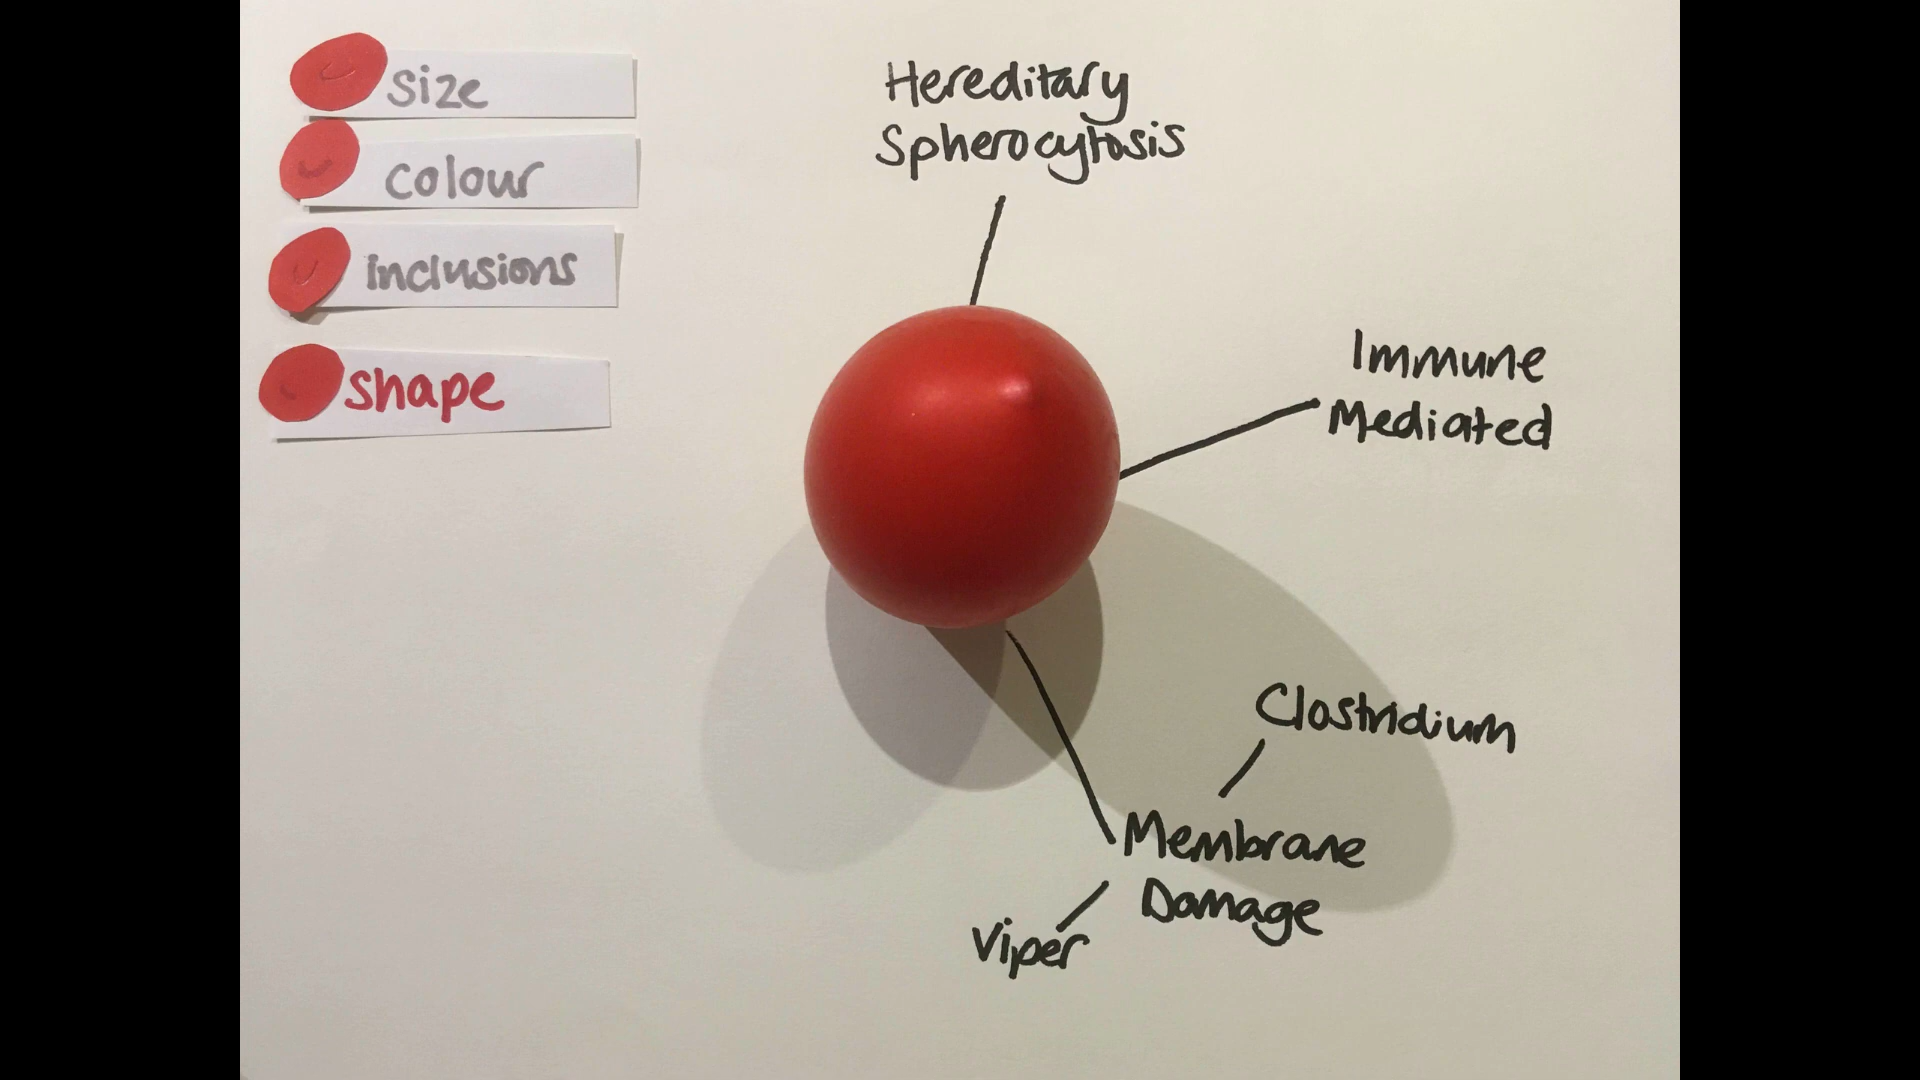 size
colour
inclusions
shape
Hereditary
Spherocytosis
Immune
Mediated
Clostridium
Membrane
Damage
Viper